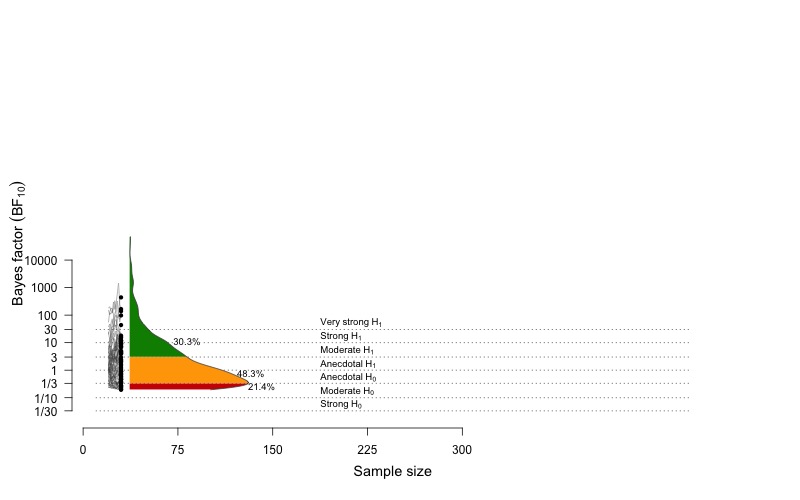 Bayes factor (BF₁₀)
10000
1000
100
30
10
3
1
1/3
1/10
1/30
Very strong H₁
Strong H₁
Moderate H₁
Anecdotal H₁
Anecdotal H₀
Moderate H₀
Strong H₀
30.3%
48.3%
21.4%
0 75 150 225 300
Sample size